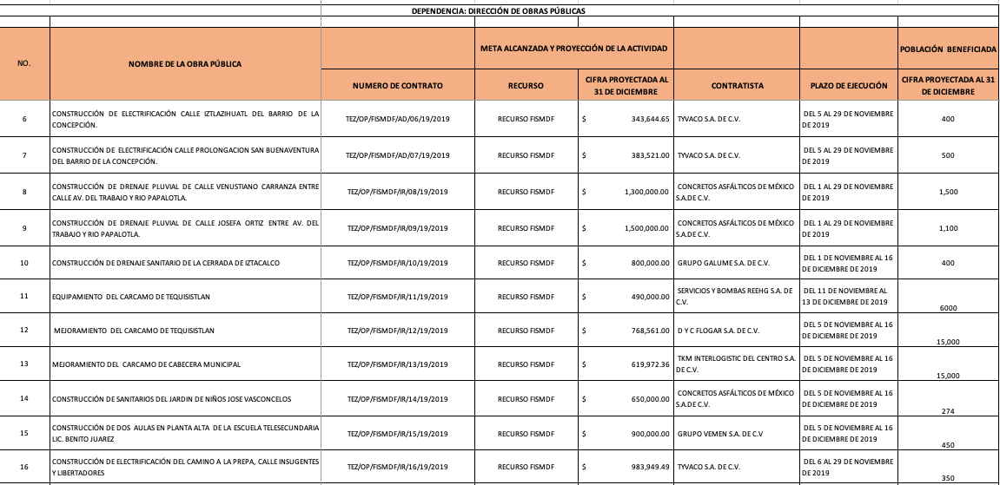 DEPENDENCIA: DIRECCIÓN DE OBRAS PÚBLICAS
META ALCANZADA Y PROYECCIÓN DE LA ACTIVIDAD
POBLACIÓN BENEFICIADA
NO.
NOMBRE DE LA OBRA PÚBLICA
NUMERO DE CONTRATO
RECURSO
CIFRA PROYECTADA AL
31 DE DICIEMBRE
CONTRATISTA
PLAZO DE EJECUCIÓN
CIFRA PROYECTADA AL 31
DE DICIEMBRE
6
CONSTRUCCIÓN DE ELECTRIFICACIÓN CALLE IZTLAZIHUATL DEL BARRIO DE LA
CONCEPCIÓN.
TEZ/OP/FISMDF/AD/06/19/2019
RECURSO FISMDF
$ 343,644.65
TYVACO S.A. DE C.V.
DEL 5 AL 29 DE NOVIEMBRE
DE 2019
400
7
CONSTRUCCIÓN DE ELECTRIFICACIÓN CALLE PROLONGACION SAN BUENAVENTURA
DEL BARRIO DE LA CONCEPCIÓN.
TEZ/OP/FISMDF/AD/07/19/2019
RECURSO FISMDF
$ 383,521.00
TYVACO S.A. DE C.V.
DEL 5 AL 29 DE NOVIEMBRE
DE 2019
500
8
CONSTRUCCIÓN DE DRENAJE PLUVIAL DE CALLE VENUSTIANO CARRANZA ENTRE
CALLE AV. DEL TRABAJO Y RIO PAPALOTLA.
TEZ/OP/FISMDF/IR/08/19/2019
RECURSO FISMDF
$ 1,300,000.00
CONCRETOS ASFÁLTICOS DE MÉXICO
S.A.DE C.V.
DEL 1 AL 29 DE NOVIEMBRE
DE 2019
1,500
9
CONSTRUCCIÓN DE DRENAJE PLUVIAL DE CALLE JOSEFA ORTIZ ENTRE AV. DEL
TRABAJO Y RIO PAPALOTLA.
TEZ/OP/FISMDF/IR/09/19/2019
RECURSO FISMDF
$ 1,500,000.00
CONCRETOS ASFÁLTICOS DE MÉXICO
S.A.DE C.V.
DEL 1 AL 29 DE NOVIEMBRE
DE 2019
1,100
10
CONSTRUCCIÓN DE DRENAJE SANITARIO DE LA CERRADA DE IZTACALCO
TEZ/OP/FISMDF/IR/10/19/2019
RECURSO FISMDF
$ 800,000.00
GRUPO GALUME S.A. DE C.V.
DEL 1 DE NOVIEMBRE AL 16
DE DICIEMBRE DE 2019
400
11
EQUIPAMIENTO DEL CARCAMO DE TEQUISISTLAN
TEZ/OP/FISMDF/IR/11/19/2019
RECURSO FISMDF
$ 490,000.00
SERVICIOS Y BOMBAS REEHG S.A. DE
C.V.
DEL 11 DE NOVIEMBRE AL
13 DE DICIEMBRE DE 2019
6000
12
MEJORAMIENTO DEL CARCAMO DE TEQUISISTLAN
TEZ/OP/FISMDF/IR/12/19/2019
RECURSO FISMDF
$ 768,561.00
D Y C FLOGAR S.A. DE C.V.
DEL 5 DE NOVIEMBRE AL 16
DE DICIEMBRE DE 2019
15,000
13
MEJORAMIENTO DEL CARCAMO DE CABECERA MUNICIPAL
TEZ/OP/FISMDF/IR/13/19/2019
RECURSO FISMDF
$ 619,972.36
TKM INTERLOGISTIC DEL CENTRO S.A.
DE C.V.
DEL 5 DE NOVIEMBRE AL 16
DE DICIEMBRE DE 2019
15,000
14
CONSTRUCCIÓN DE SANITARIOS DEL JARDIN DE NIÑOS JOSE VASCONCELOS
TEZ/OP/FISMDF/IR/14/19/2019
RECURSO FISMDF
$ 650,000.00
CONCRETOS ASFÁLTICOS DE MÉXICO
S.A.DE C.V.
DEL 5 DE NOVIEMBRE AL 16
DE DICIEMBRE DE 2019
274
15
CONSTRUCCIÓN DE DOS AULAS EN PLANTA ALTA DE LA ESCUELA TELESECUNDARIA
LIC. BENITO JUAREZ
TEZ/OP/FISMDF/IR/15/19/2019
RECURSO FISMDF
$ 900,000.00
GRUPO VEMEN S.A. DE C.V
DEL 5 DE NOVIEMBRE AL 16
DE DICIEMBRE DE 2019
450
16
CONSTRUCCIÓN DE ELECTRIFICACIÓN DEL CAMINO A LA PREPA, CALLE INSUGENTES
Y LIBERTADORES
TEZ/OP/FISMDF/IR/16/19/2019
RECURSO FISMDF
$ 983,949.49
TYVACO S.A. DE C.V.
DEL 6 AL 29 DE NOVIEMBRE
DE 2019
350